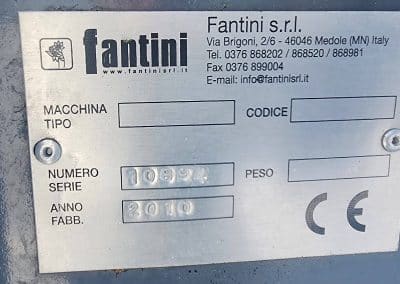 fantini
www.fantinisrl.it
Fantini s.r.l.
Via Brigoni, 2/6 - 46046 Medole (MN) Italy
Tel. 0376 868202 / 868520 / 868981
Fax 0376 899004
E-mail: info@fantinisrl.it
MACCHINA
TIPO
CODICE
NUMERO
SERIE
10894
PESO
ANNO
FABB.
2010
CE